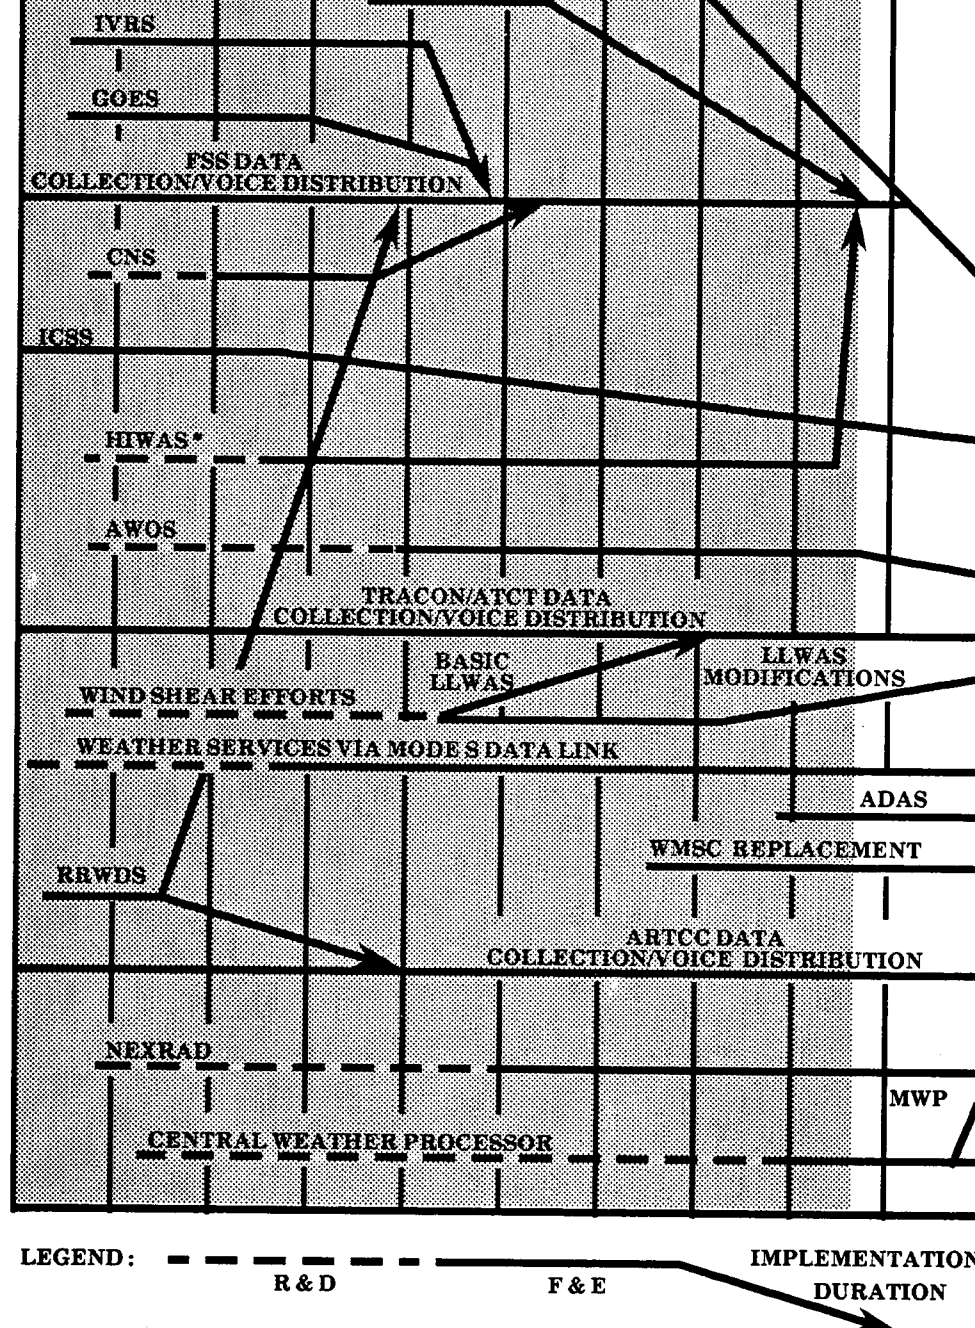 IVRS
GOES
FSS DATA
COLLECTION/VOICE DISTRIBUTION
CNS
ICSS
HIWAS*
AWOS
TRACON/ATCT DATA
COLLECTION/VOICE DISTRIBUTION
BASIC
LLWAS
LLWAS
MODIFICATIONS
WIND SHEAR EFFORTS
WEATHER SERVICES VIA MODE S DATA LINK
ADAS
WMSC REPLACEMENT
RRWDS
ARTCC DATA
COLLECTION/VOICE DISTRIBUTION
NEXRAD
MWP
CENTRAL WEATHER PROCESSOR
LEGEND:
R & D
F & E
IMPLEMENTATION
DURATION